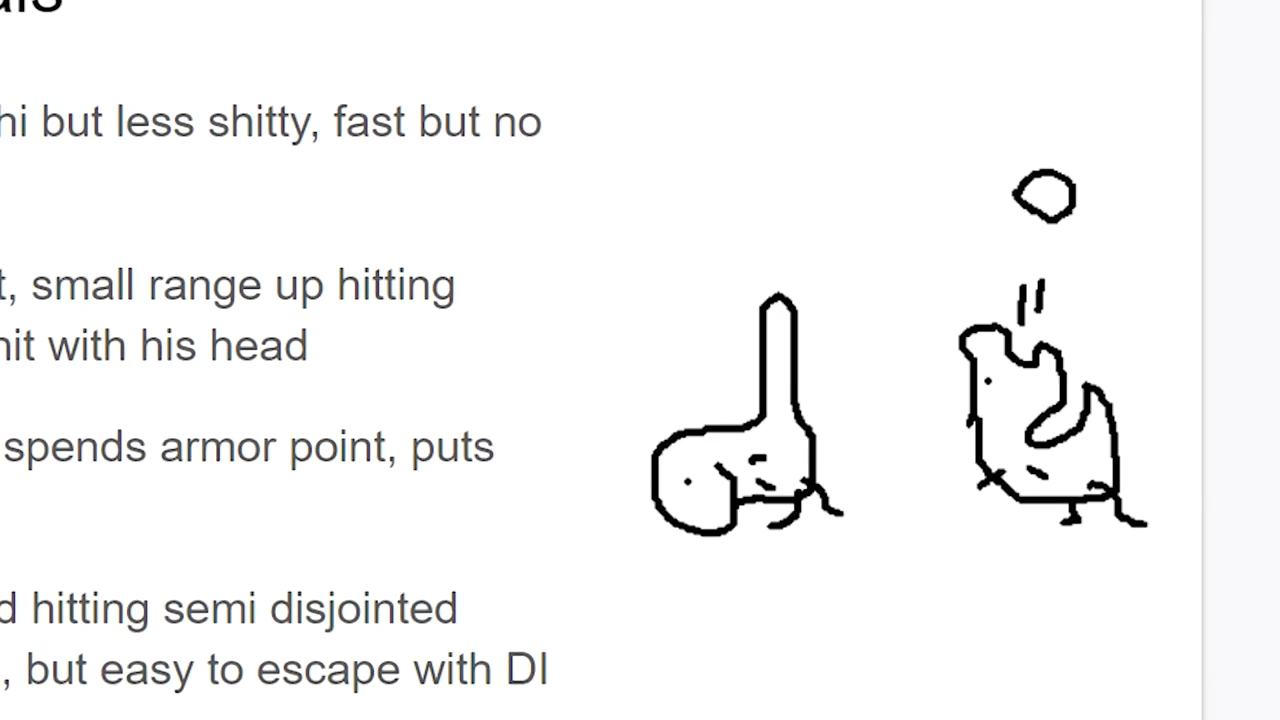 hi but less shitty, fast but no
t, small range up hitting
hit with his head
spends armor point, puts
d hitting semi disjointed
, but easy to escape with DI